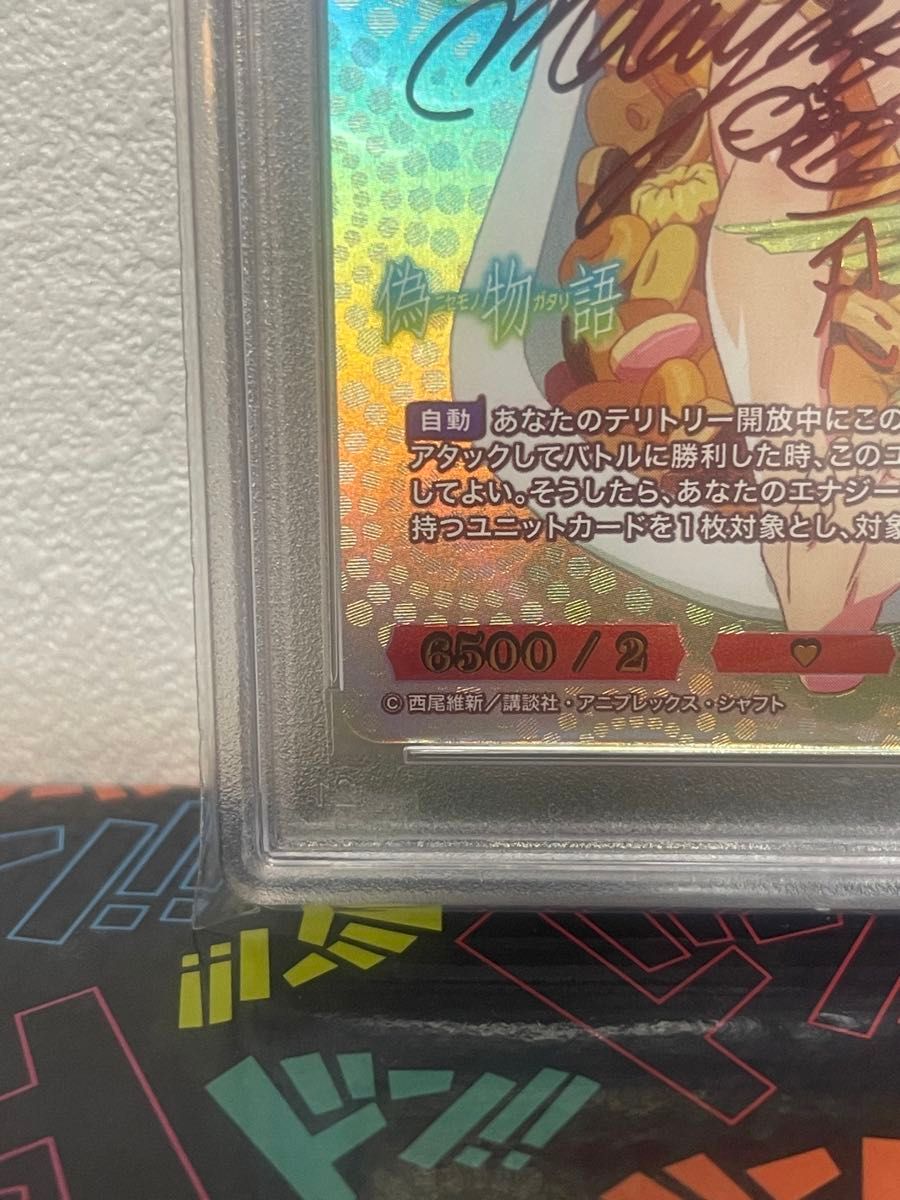 偽物語
ニセモノガタリ
自動 あなたのテリトリー開放中にこの
アタックしてバトルに勝利した時、このエ
してよい。そうしたら、あなたのエナジー
持つユニットカードを1枚対象とし、対象
6500 / 2
© 西尾維新／講談社・アニプレックス・シャフト
ドン!!